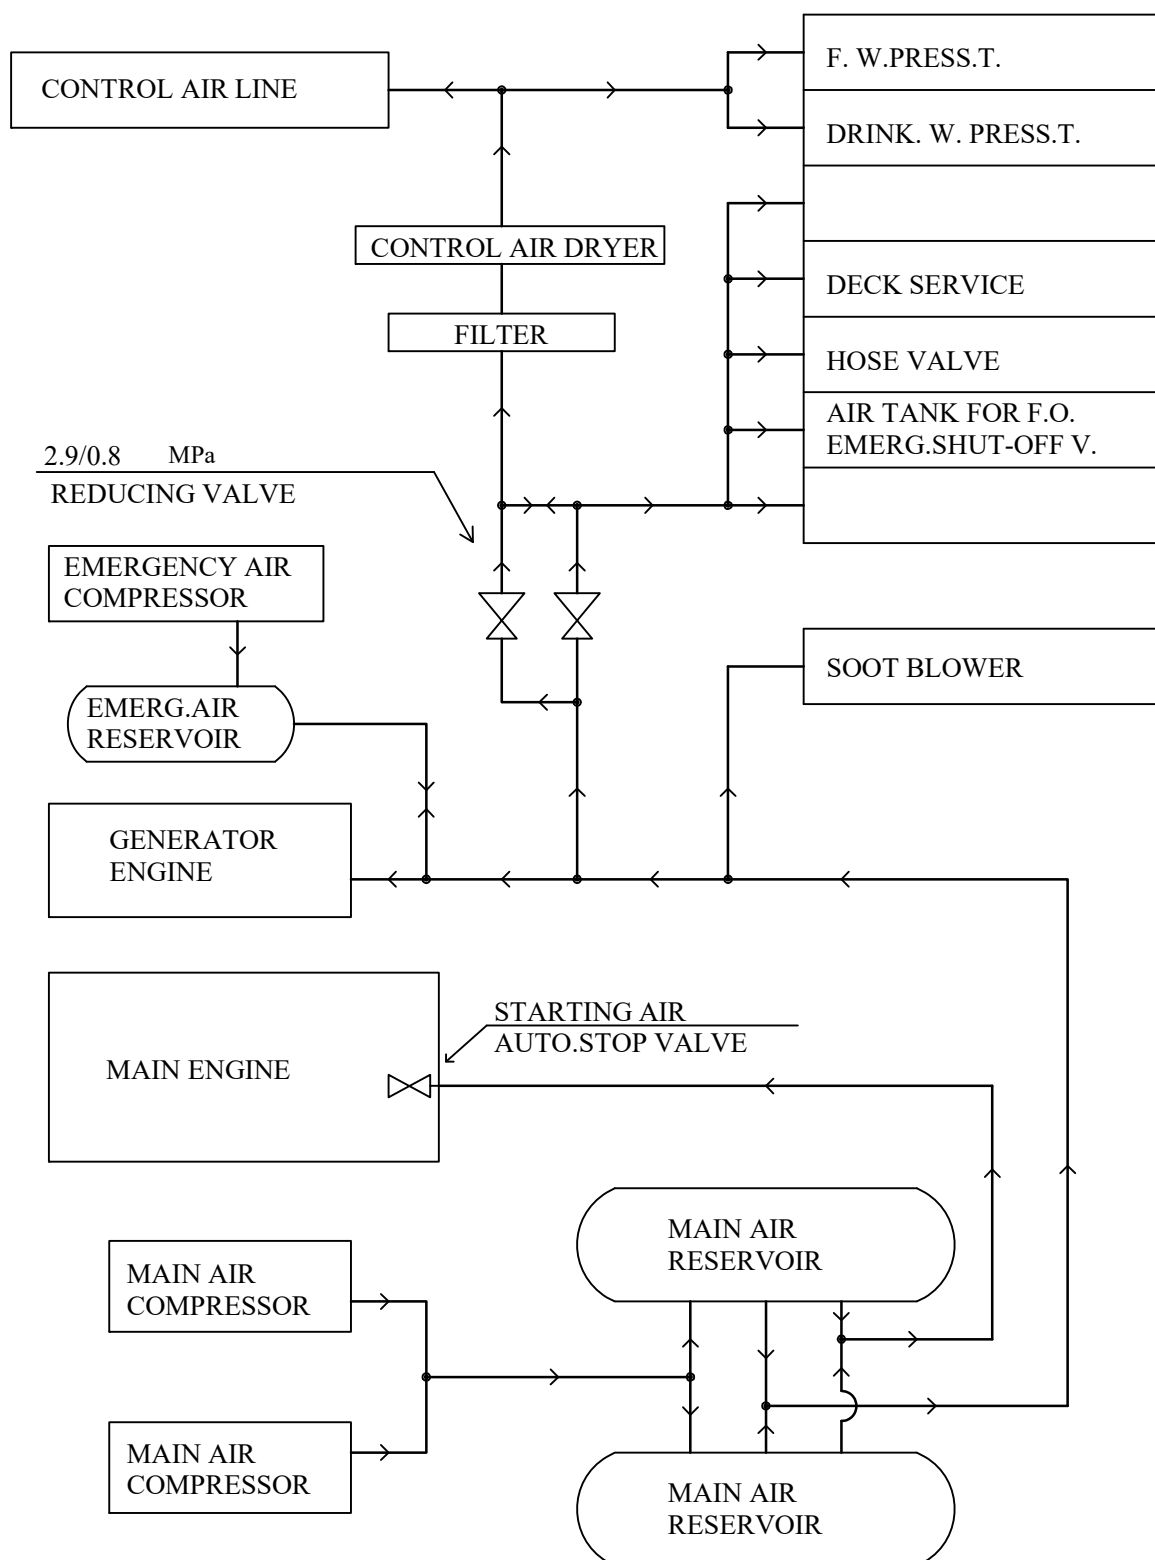 F. W.PRESS.T.
CONTROL AIR LINE
DRINK. W. PRESS.T.
CONTROL AIR DRYER
DECK SERVICE
FILTER
HOSE VALVE
AIR TANK FOR F.O.
EMERG.SHUT-OFF V.
2.9/0.8 MPa
REDUCING VALVE
EMERGENCY AIR
COMPRESSOR
SOOT BLOWER
EMERG.AIR
RESERVOIR
GENERATOR
ENGINE
STARTING AIR
AUTO.STOP VALVE
MAIN ENGINE
MAIN AIR
RESERVOIR
MAIN AIR
COMPRESSOR
MAIN AIR
COMPRESSOR
MAIN AIR
RESERVOIR